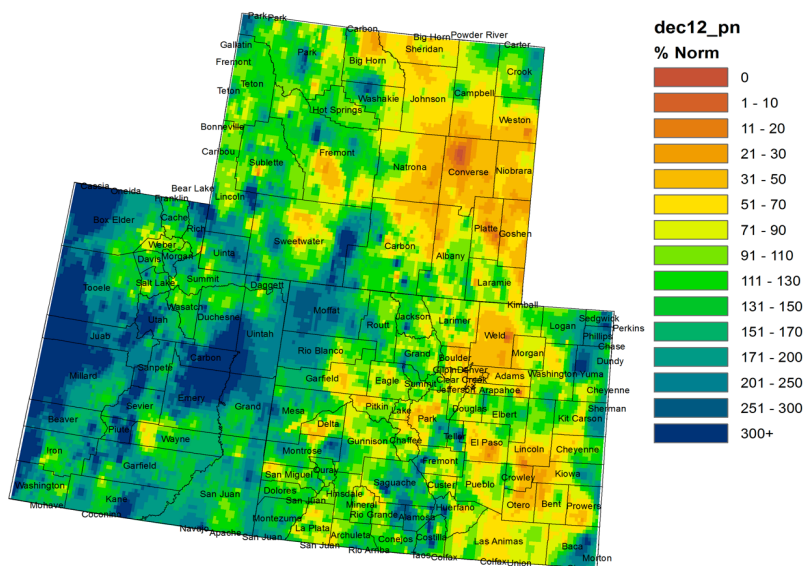 dec12_pn
% Norm
0
1 - 10
11 - 20
21 - 30
31 - 50
51 - 70
71 - 90
91 - 110
111 - 130
131 - 150
151 - 170
171 - 200
201 - 250
251 - 300
300+
Park Park
Carbon
Big Horn
Powder River
Carter
Gallatin
Park
Sheridan
Big Horn
Crook
Fremont
Teton
Teton
Washakie
Johnson
Campbell
Hot Springs
Weston
Bonneville
Caribou
Fremont
Sublette
Natrona
Converse
Niobrara
Bear Lake
Lincoln
Cassia
Oneida
Franklin
Cache
Rich
Box Elder
Weber
Davis
Morgan
Uinta
Sweetwater
Carbon
Platte
Goshen
Albany
Laramie
Tooele
Salt Lake
Summit
Daggett
Kimball
Wasatch
Duchesne
Utah
Uintah
Moffat
Routt
Jackson
Larimer
Weld
Logan
Sedgwick
Perkins
Phillips
Chase
Juab
Carbon
Rio Blanco
Grand
Boulder
Morgan
Dundy
Millard
Sanpete
Emery
Grand
Garfield
Eagle
Summit
Gilpin
Denver
Clear Creek
Adams
Washington
Yuma
Jefferson
Arapahoe
Cheyenne
Sevier
Mesa
Pitkin
Lake
Park
Douglas
Elbert
Sherman
Kit Carson
Beaver
Piute
Wayne
Delta
Gunnison
Chaffee
Teller
El Paso
Lincoln
Cheyenne
Iron
Garfield
Montrose
Ouray
Saguache
Fremont
Custer
Pueblo
Crowley
Kiowa
Washington
Kane
San Juan
San Miguel
Dolores
San Juan
Hinsdale
Mineral
Rio Grande
Alamosa
Huerfano
Otero
Bent
Prowers
Mohave
Coconino
Navajo
Apache
San Juan
Montezuma
La Plata
San Juan
Archuleta
Rio Arriba
Conejos
Costilla
Taos
Colfax
Las Animas
Colfax
Union
Baca
Morton